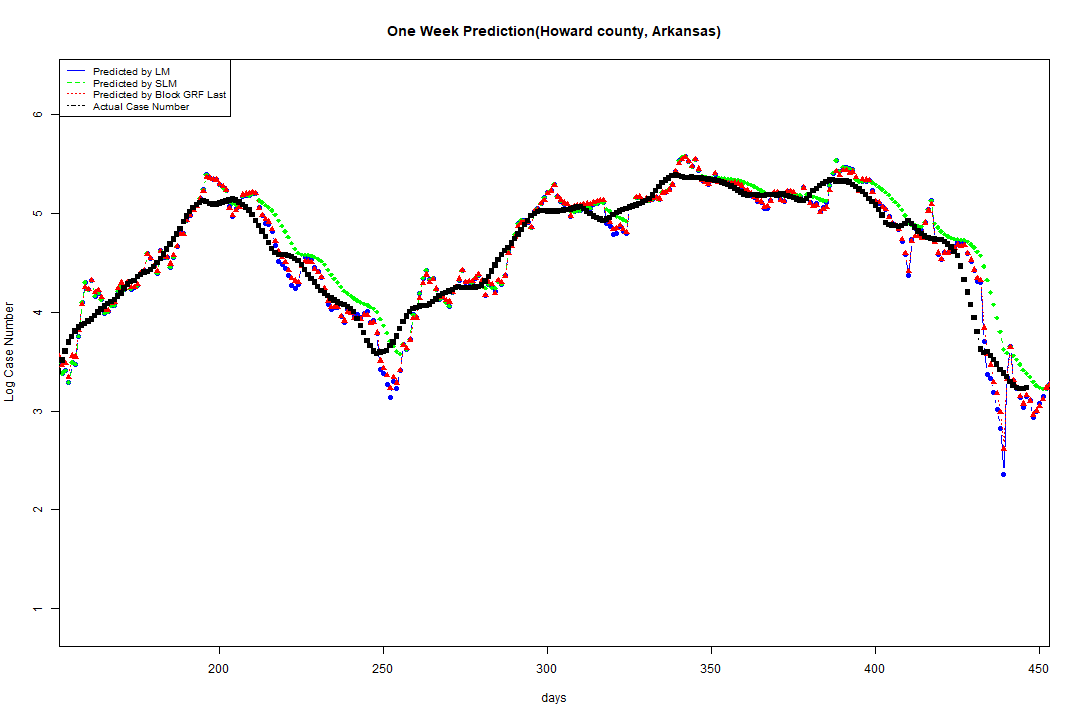 One Week Prediction(Howard county, Arkansas)
Predicted by LM
Predicted by SLM
Predicted by Block GRF Last
Actual Case Number
Log Case Number
6
5
4
3
2
1
200 250 300 350 400 450
days